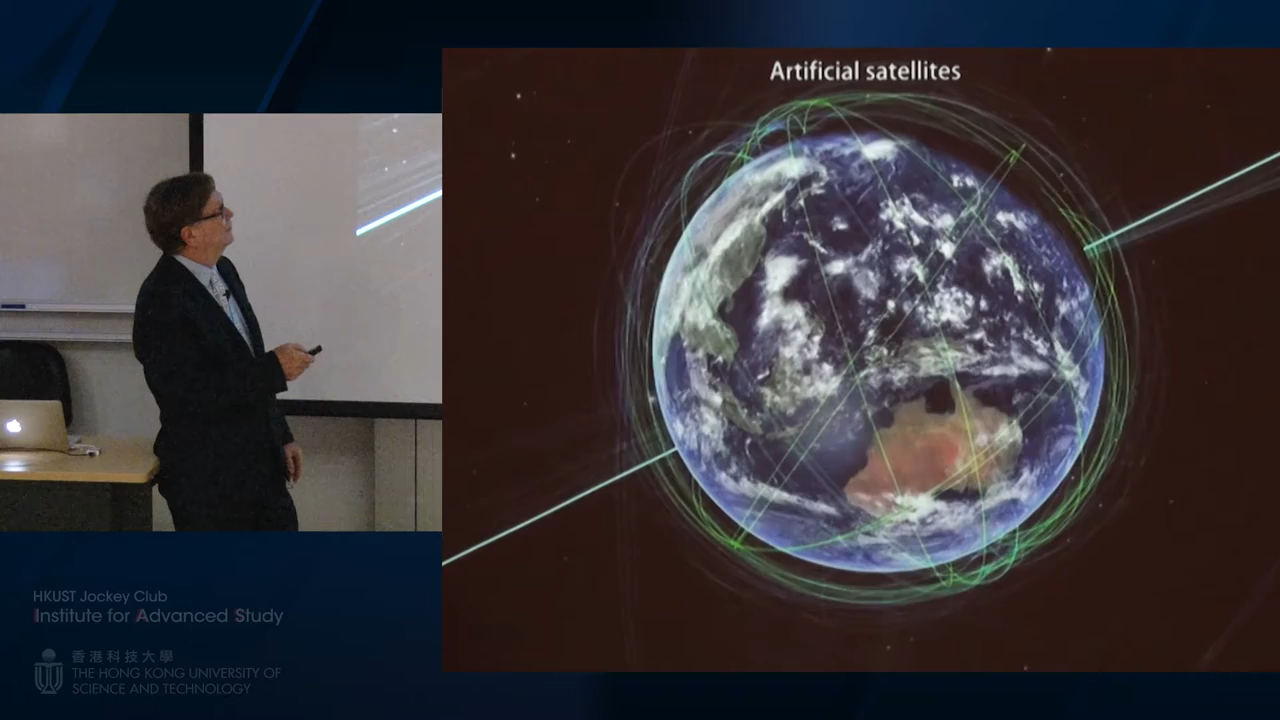 Artificial satellites
HKUST Jockey Club
Institute for Advanced Study
香港科技大學
THE HONG KONG UNIVERSITY OF
SCIENCE AND TECHNOLOGY